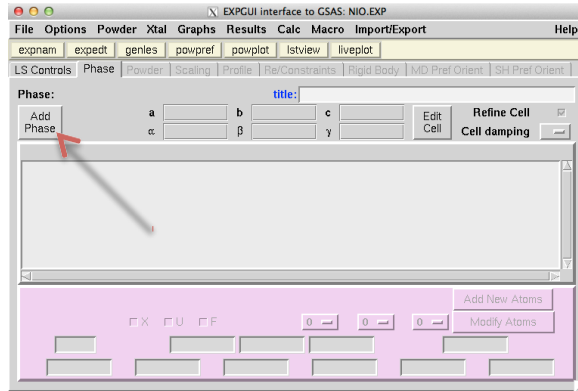 EXPGUI interface to GSAS: NIO.EXP
File Options Powder Xtal Graphs Results Calc Macro Import/Export Help
expnam expedt genles powpref powplot lstview liveplot
LS Controls Phase Powder Scaling Profile Re/Constraints Rigid Body MD Pref Orient SH Pref Orient
Phase: title:
Add Phase a b c Edit Cell Refine Cell
α β γ Cell damping
Add New Atoms
X U F 0 0 0 Modify Atoms